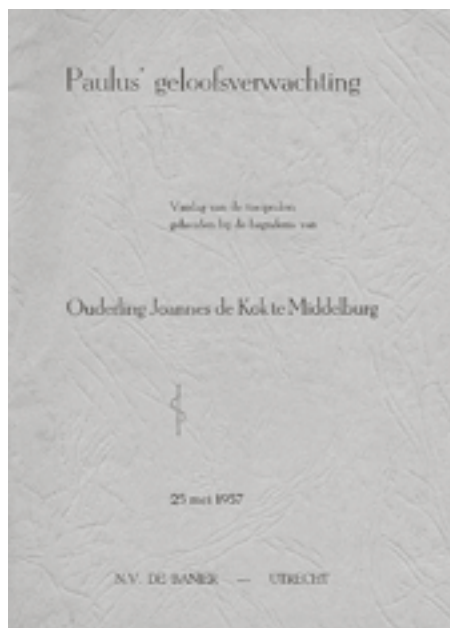 Paulus' geloofsverwachting
Verslag van de toespraken
gehouden bij de begrafenis van
Ouderling Joannes de Kok te Middelburg
25 mei 1957
N.V. DE BANIER — UTRECHT